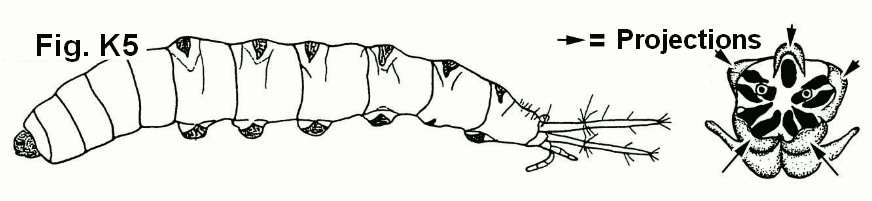 Fig. K5
= Projections